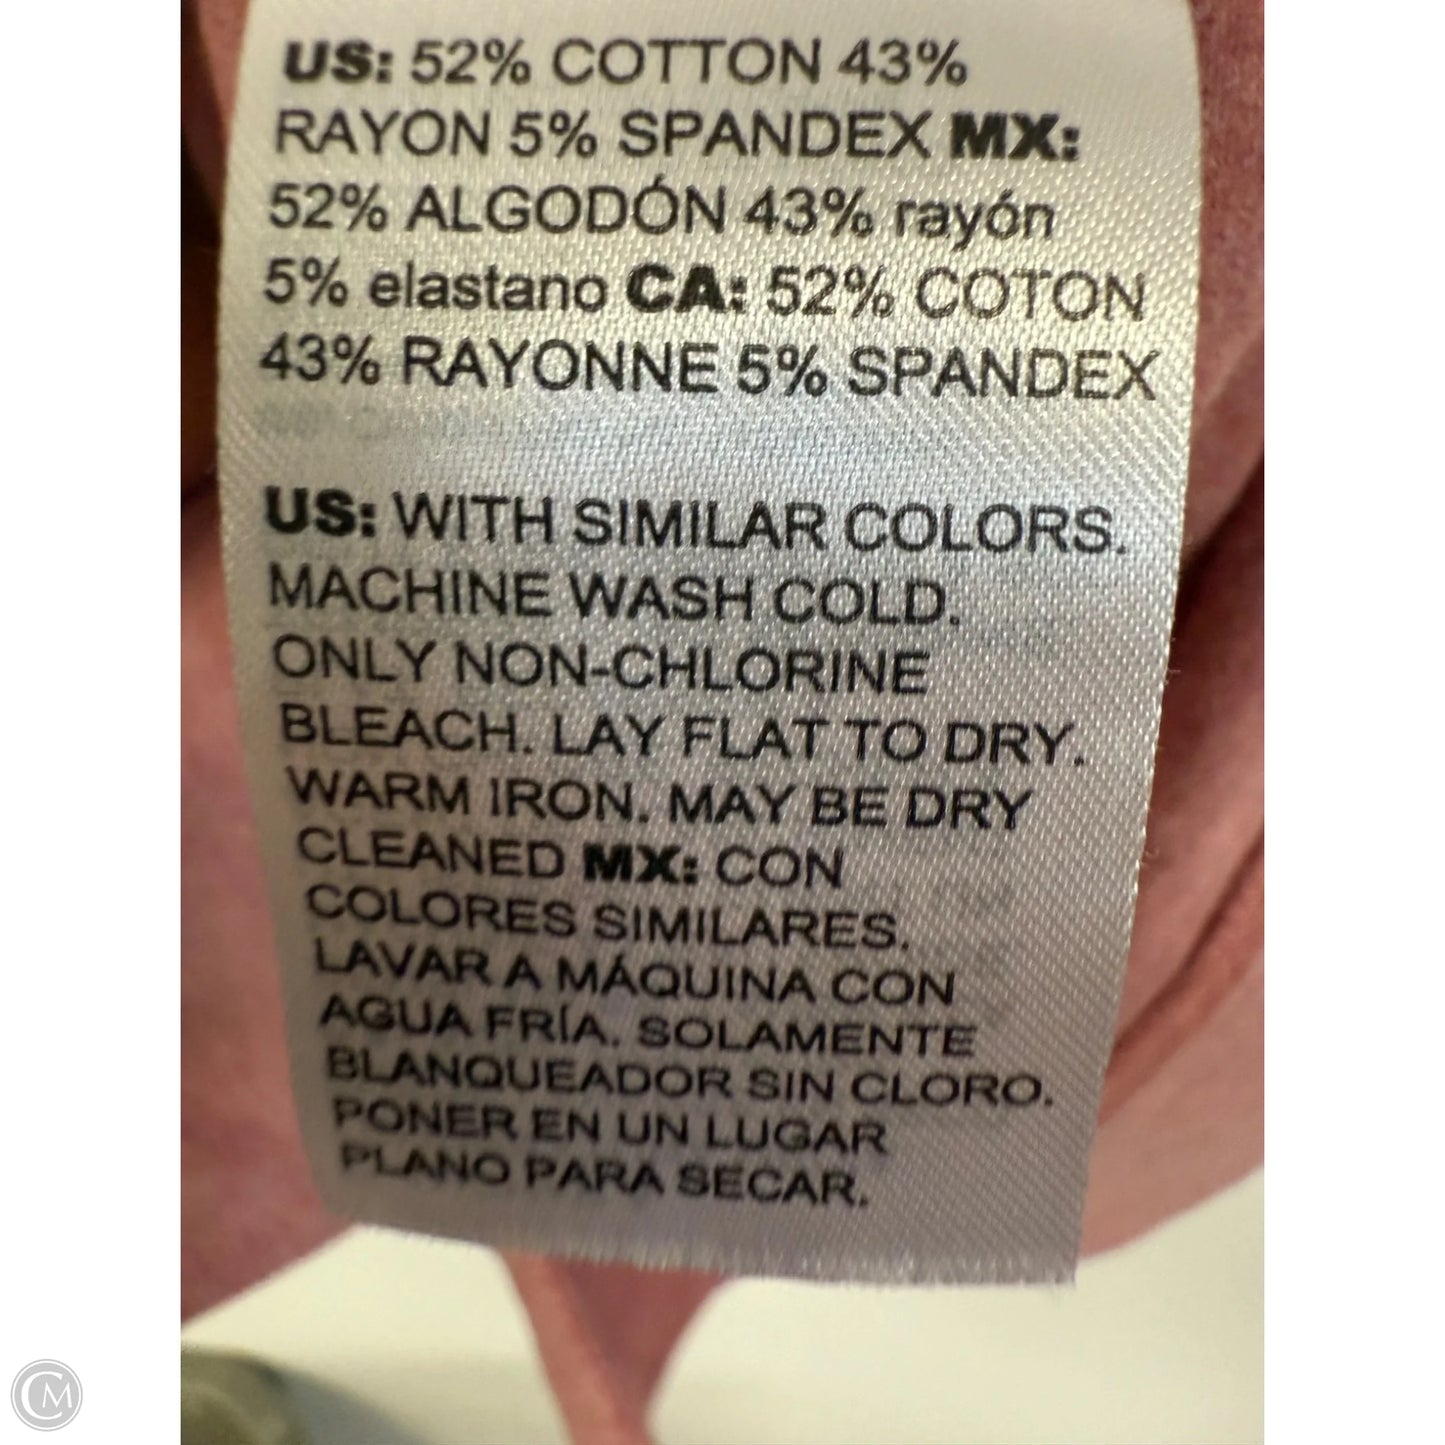 US: 52% COTTON 43%
RAYON 5% SPANDEX MX:
52% ALGODÓN 43% rayón
5% elastano CA: 52% COTON
43% RAYONNE 5% SPANDEX
US: WITH SIMILAR COLORS.
MACHINE WASH COLD.
ONLY NON-CHLORINE
BLEACH. LAY FLAT TO DRY.
WARM IRON. MAY BE DRY
CLEANED MX: CON
COLORES SIMILARES.
LAVAR A MÁQUINA CON
AGUA FRÍA. SOLAMENTE
BLANQUEADOR SIN CLORO.
PONER EN UN LUGAR
PLANO PARA SECAR.
CM